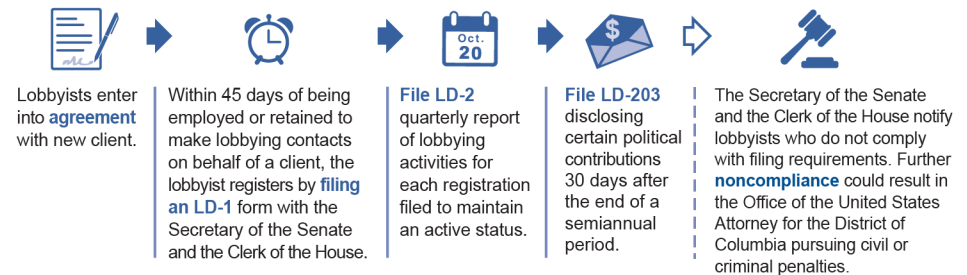 Oct.
20
$
Lobbyists enter
into agreement
with new client.
Within 45 days of being
employed or retained to
make lobbying contacts
on behalf of a client, the
lobbyist registers by filing
an LD-1 form with the
Secretary of the Senate
and the Clerk of the House.
File LD-2
quarterly report
of lobbying
activities for
each registration
filed to maintain
an active status.
File LD-203
disclosing
certain political
contributions
30 days after
the end of a
semiannual
period.
The Secretary of the Senate
and the Clerk of the House notify
lobbyists who do not comply
with filing requirements. Further
noncompliance could result in
the Office of the United States
Attorney for the District of
Columbia pursuing civil or
criminal penalties.